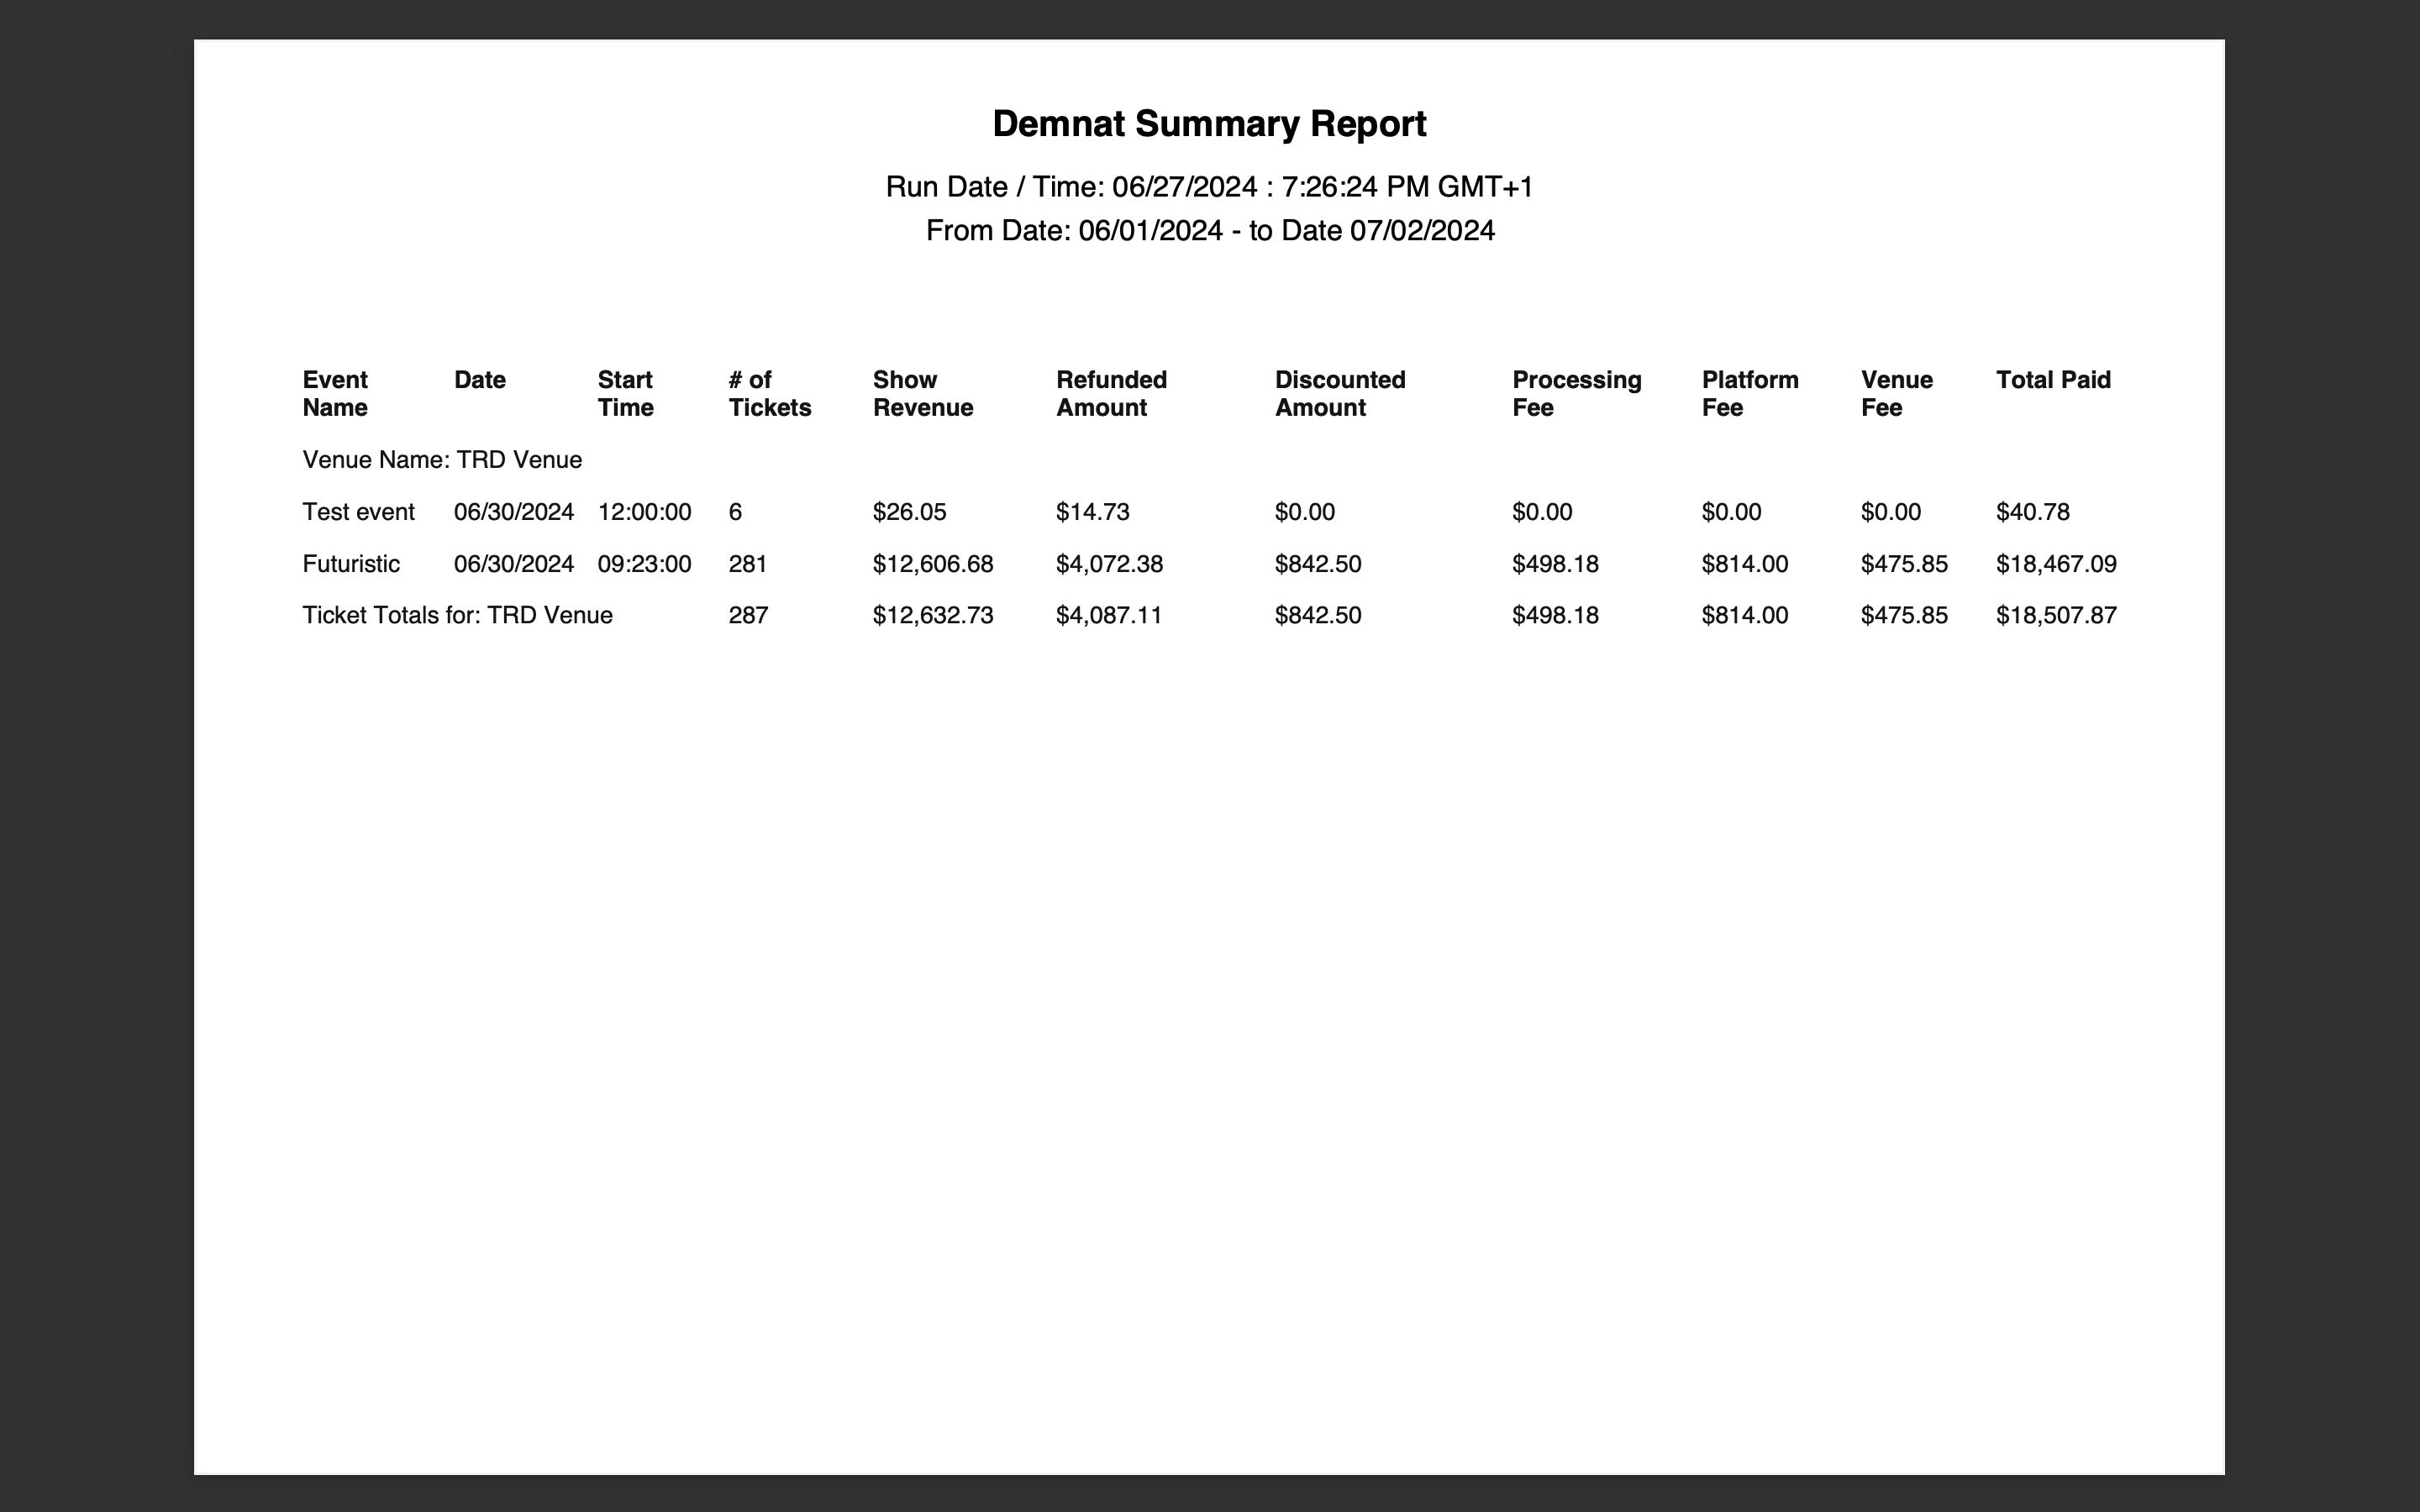 Demnat Summary Report
Run Date / Time: 06/27/2024 : 7:26:24 PM GMT+1
From Date: 06/01/2024 - to Date 07/02/2024
Event Name Date Start Time # of Tickets Show Revenue Refunded Amount Discounted Amount Processing Fee Platform Fee Venue Fee Total Paid
Venue Name: TRD Venue
Test event 06/30/2024 12:00:00 6 $26.05 $14.73 $0.00 $0.00 $0.00 $0.00 $40.78
Futuristic 06/30/2024 09:23:00 281 $12,606.68 $4,072.38 $842.50 $498.18 $814.00 $475.85 $18,467.09
Ticket Totals for: TRD Venue 287 $12,632.73 $4,087.11 $842.50 $498.18 $814.00 $475.85 $18,507.87